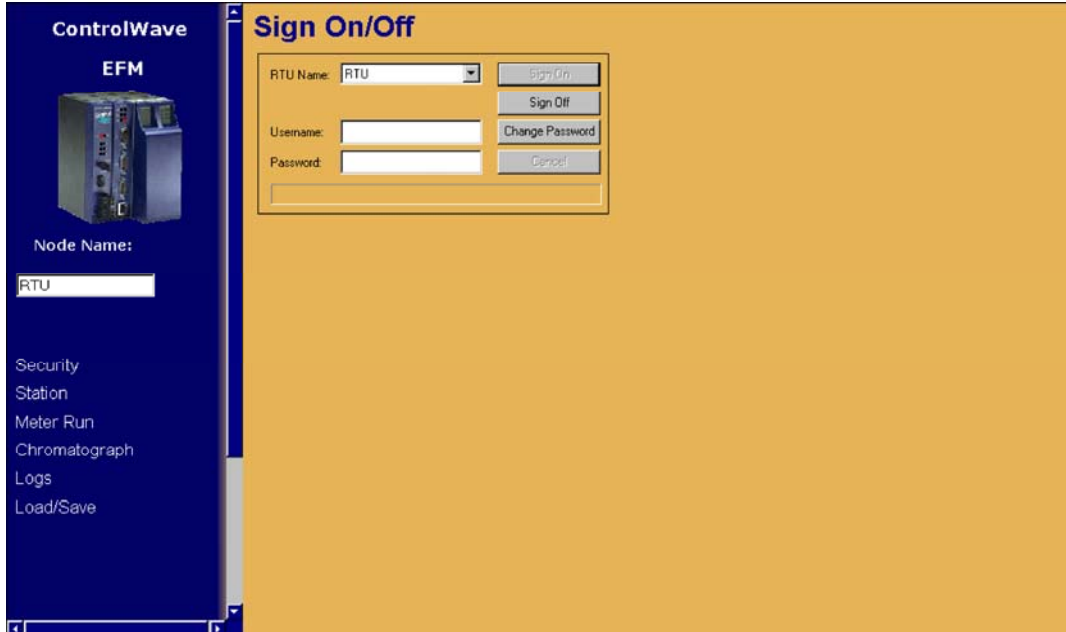 ControlWave
EFM
Node Name:
RTU
Security
Station
Meter Run
Chromatograph
Logs
Load/Save
Sign On/Off
RTU Name: RTU
Sign On
Sign Off
Username:
Change Password
Password:
Cancel